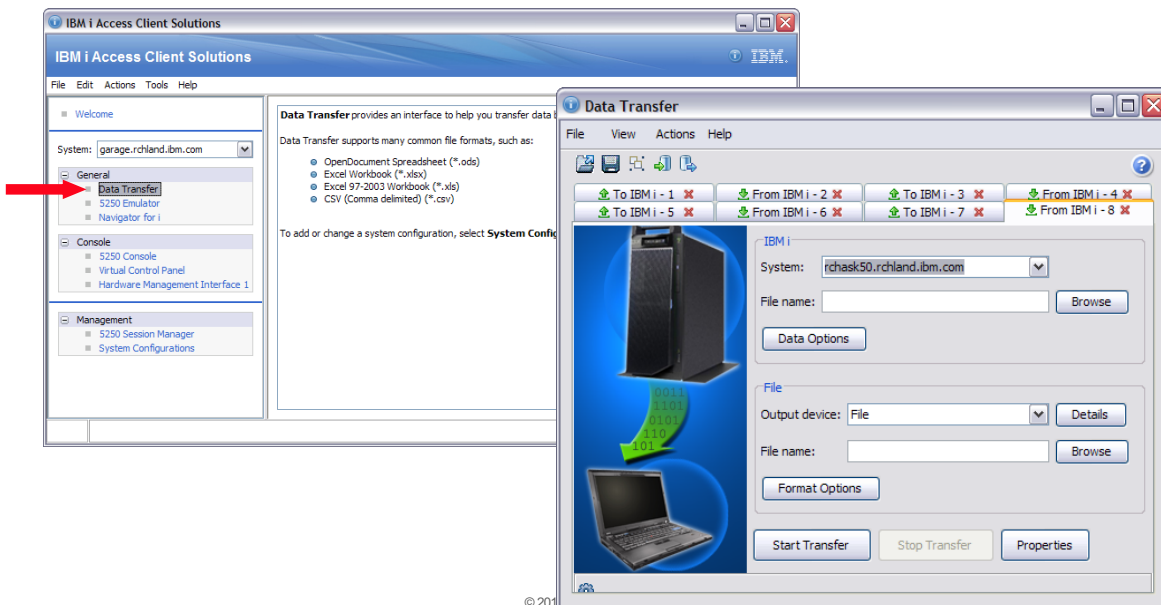 IBM i Access Client Solutions
IBM i Access Client Solutions
IBM.
File Edit Actions Tools Help
Welcome
System: garage.rchland.ibm.com
General
Data Transfer
5250 Emulator
Navigator for i
Console
5250 Console
Virtual Control Panel
Hardware Management Interface 1
Management
5250 Session Manager
System Configurations
Data Transfer provides an interface to help you transfer data
Data Transfer supports many common file formats, such as:
OpenDocument Spreadsheet (*.ods)
Excel Workbook (*.xlsx)
Excel 97-2003 Workbook (*.xls)
CSV (Comma delimited) (*.csv)
To add or change a system configuration, select System Config
Data Transfer
File View Actions Help
To IBM i - 1 From IBM i - 2 To IBM i - 3 From IBM i - 4
To IBM i - 5 From IBM i - 6 To IBM i - 7 From IBM i - 8
IBM i
System: rchask50.rchland.ibm.com
File name: Browse
Data Options
0011
1101
0101
110
101
File
Output device: File Details
File name: Browse
Format Options
Start Transfer Stop Transfer Properties
© 201